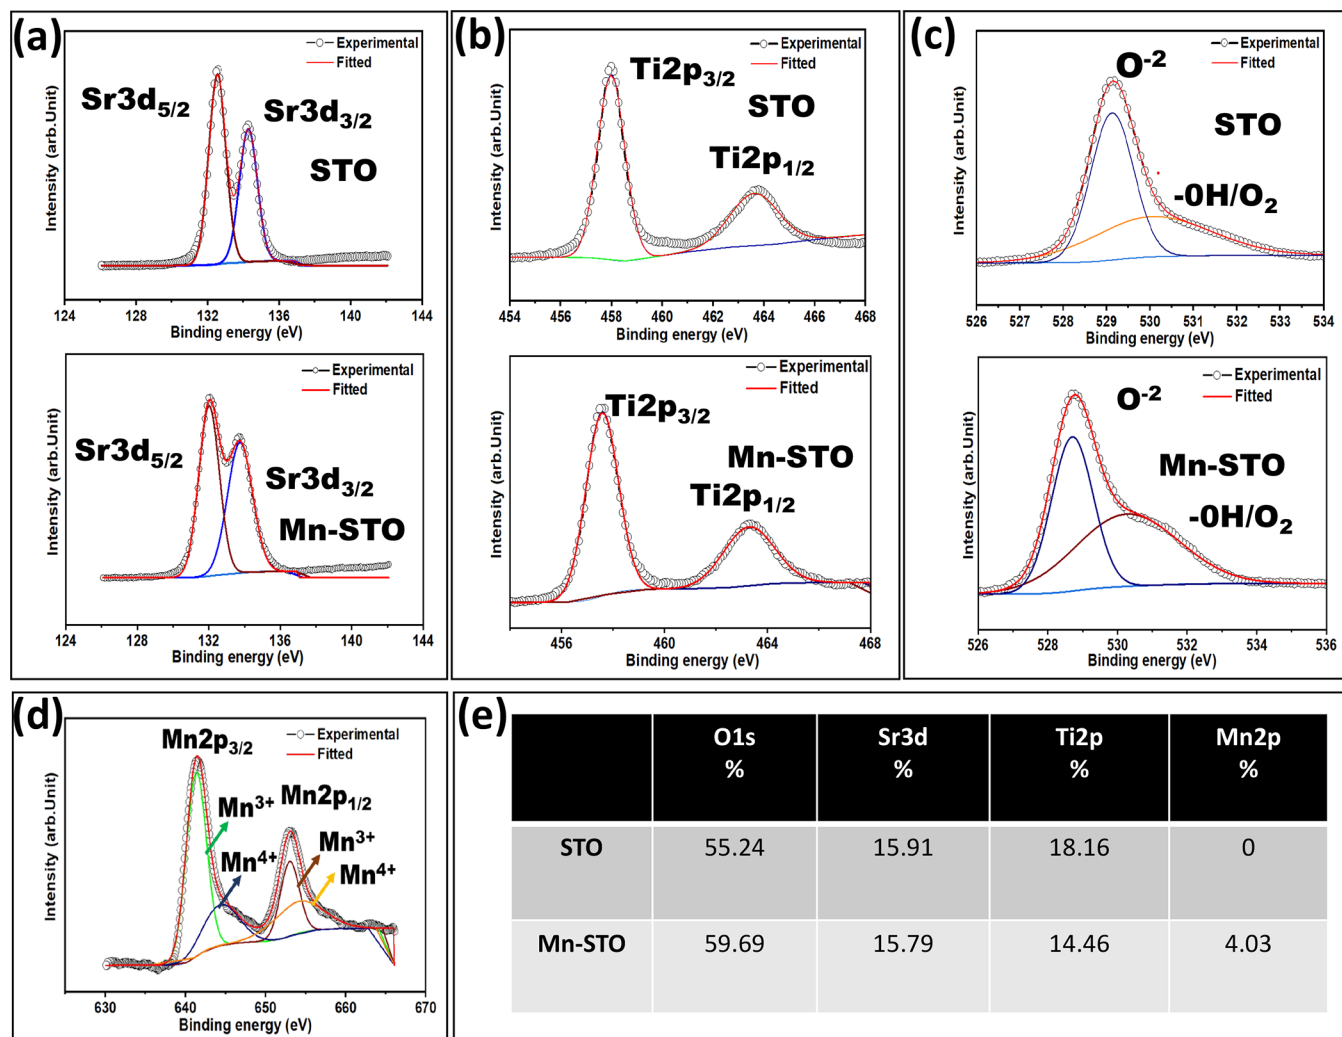 (a)
Experimental
Fitted
Sr3d5/2
Sr3d3/2
STO
Intensity (arb.Unit)
124 128 132 136 140 144
Binding energy (eV)
Experimental
Fitted
Sr3d5/2
Sr3d3/2
Mn-STO
Intensity (arb.Unit)
124 128 132 136 140 144
Binding energy (eV)
(b)
Experimental
Fitted
Ti2p3/2
STO
Ti2p1/2
Intensity (arb.Unit)
454 456 458 460 462 464 466 468
Binding energy (eV)
Experimental
Fitted
Ti2p3/2
Mn-STO
Ti2p1/2
Intensity (arb.Unit)
456 460 464 468
Binding energy (eV)
(c)
Experimental
Fitted
O-2
STO
-0H/O2
Intensity (arb.Unit)
526 527 528 529 530 531 532 533 534
Binding energy (eV)
Experimental
Fitted
O-2
Mn-STO
-0H/O2
Intensity (arb.Unit)
526 528 530 532 534 536
Binding energy (eV)
(d)
Experimental
Fitted
Mn2p3/2
Mn2p1/2
Mn3+
Mn4+
Mn3+
Mn4+
Intensity (arb.Unit)
630 640 650 660 670
Binding energy (eV)
(e)
O1s % Sr3d % Ti2p % Mn2p %
STO 55.24 15.91 18.16 0
Mn-STO 59.69 15.79 14.46 4.03